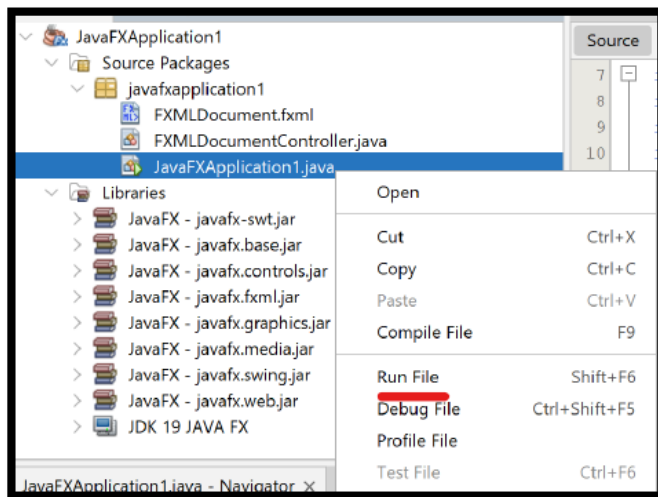 JavaFXApplication1
Source Packages
javafxapplication1
FXMLDocument.fxml
FXMLDocumentController.java
JavaFXApplication1.java
Libraries
JavaFX - javafx-swt.jar
JavaFX - javafx.base.jar
JavaFX - javafx.controls.jar
JavaFX - javafx.fxml.jar
JavaFX - javafx.graphics.jar
JavaFX - javafx.media.jar
JavaFX - javafx.swing.jar
JavaFX - javafx.web.jar
JDK 19 JAVA FX
JavaFXApplication1.java - Navigator ×
Source
7
8
9
10
Open
Cut Ctrl+X
Copy Ctrl+C
Paste Ctrl+V
Compile File F9
Run File Shift+F6
Debug File Ctrl+Shift+F5
Profile File
Test File Ctrl+F6